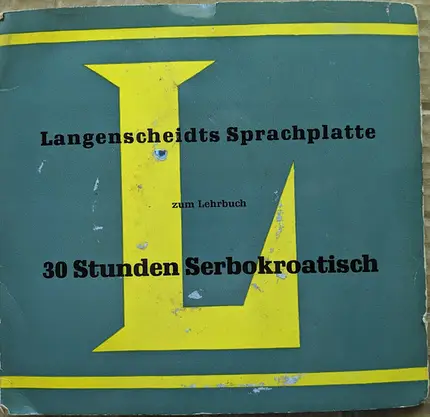 Langenscheidts Sprachplatte
zum Lehrbuch
30 Stunden Serbokroatisch
L